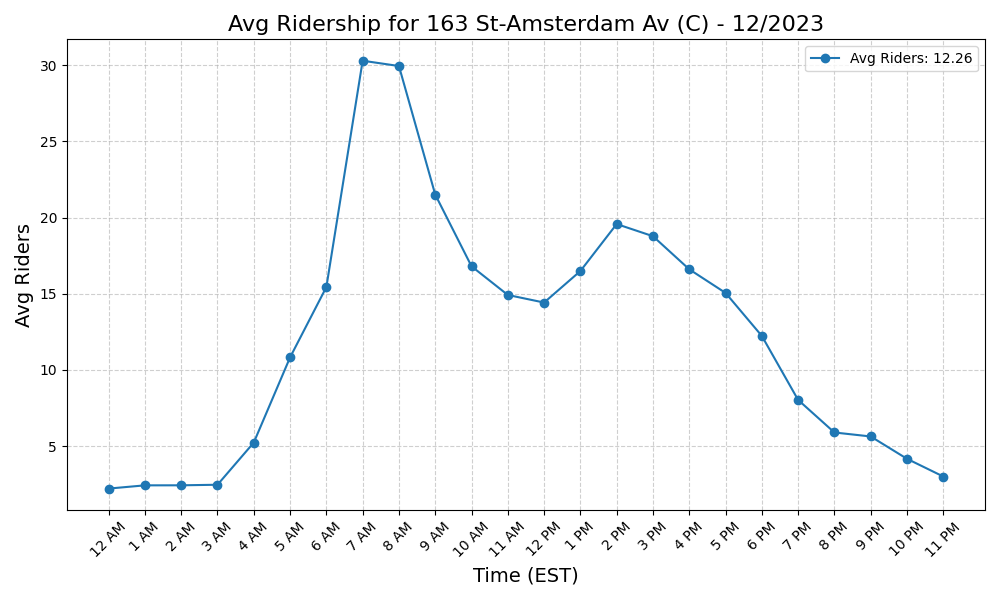 Avg Ridership for 163 St-Amsterdam Av (C) - 12/2023
Avg Riders: 12.26
30
25
20
15
10
5
Avg Riders
12 AM
1 AM
2 AM
3 AM
4 AM
5 AM
6 AM
7 AM
8 AM
9 AM
10 AM
11 AM
12 PM
1 PM
2 PM
3 PM
4 PM
5 PM
6 PM
7 PM
8 PM
9 PM
10 PM
11 PM
Time (EST)